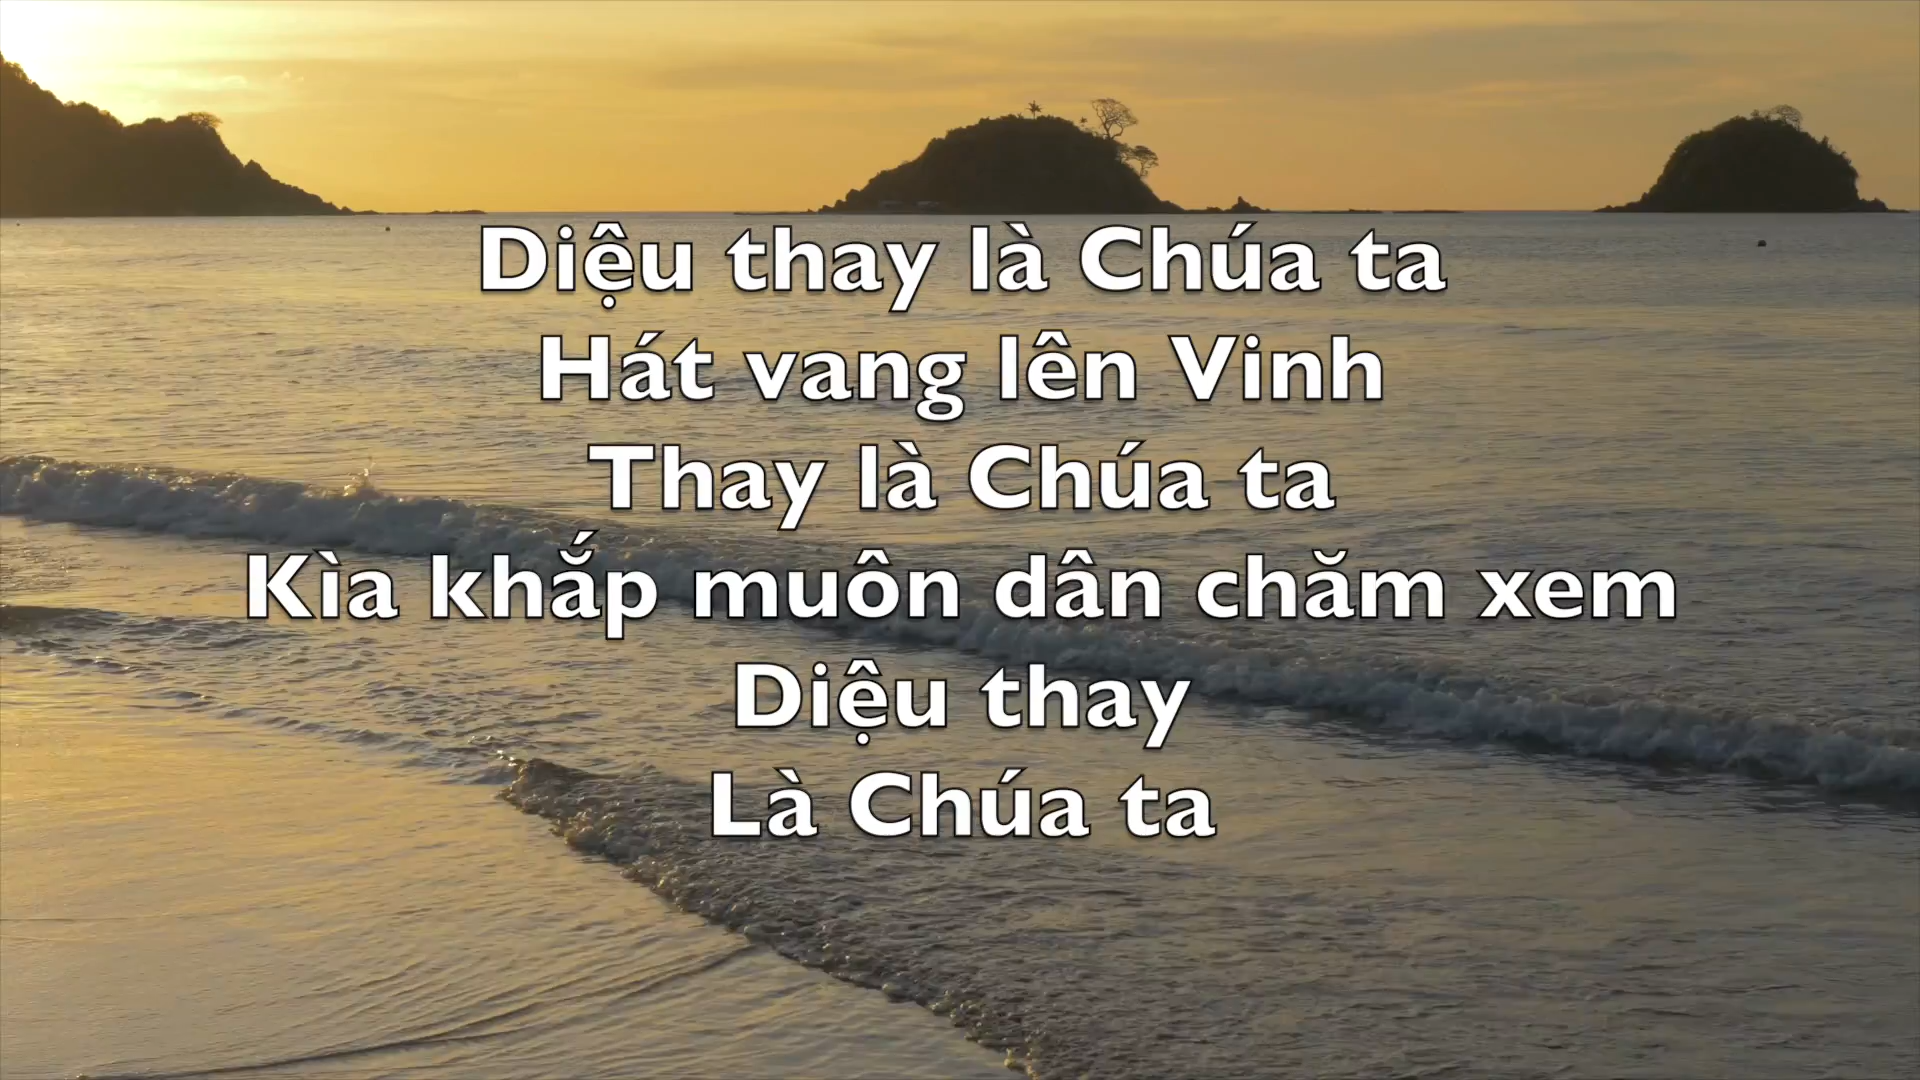 Diệu thay là Chúa ta
Hát vang lên Vinh
Thay là Chúa ta
Kìa khắp muôn dân chăm xem
Diệu thay
Là Chúa ta